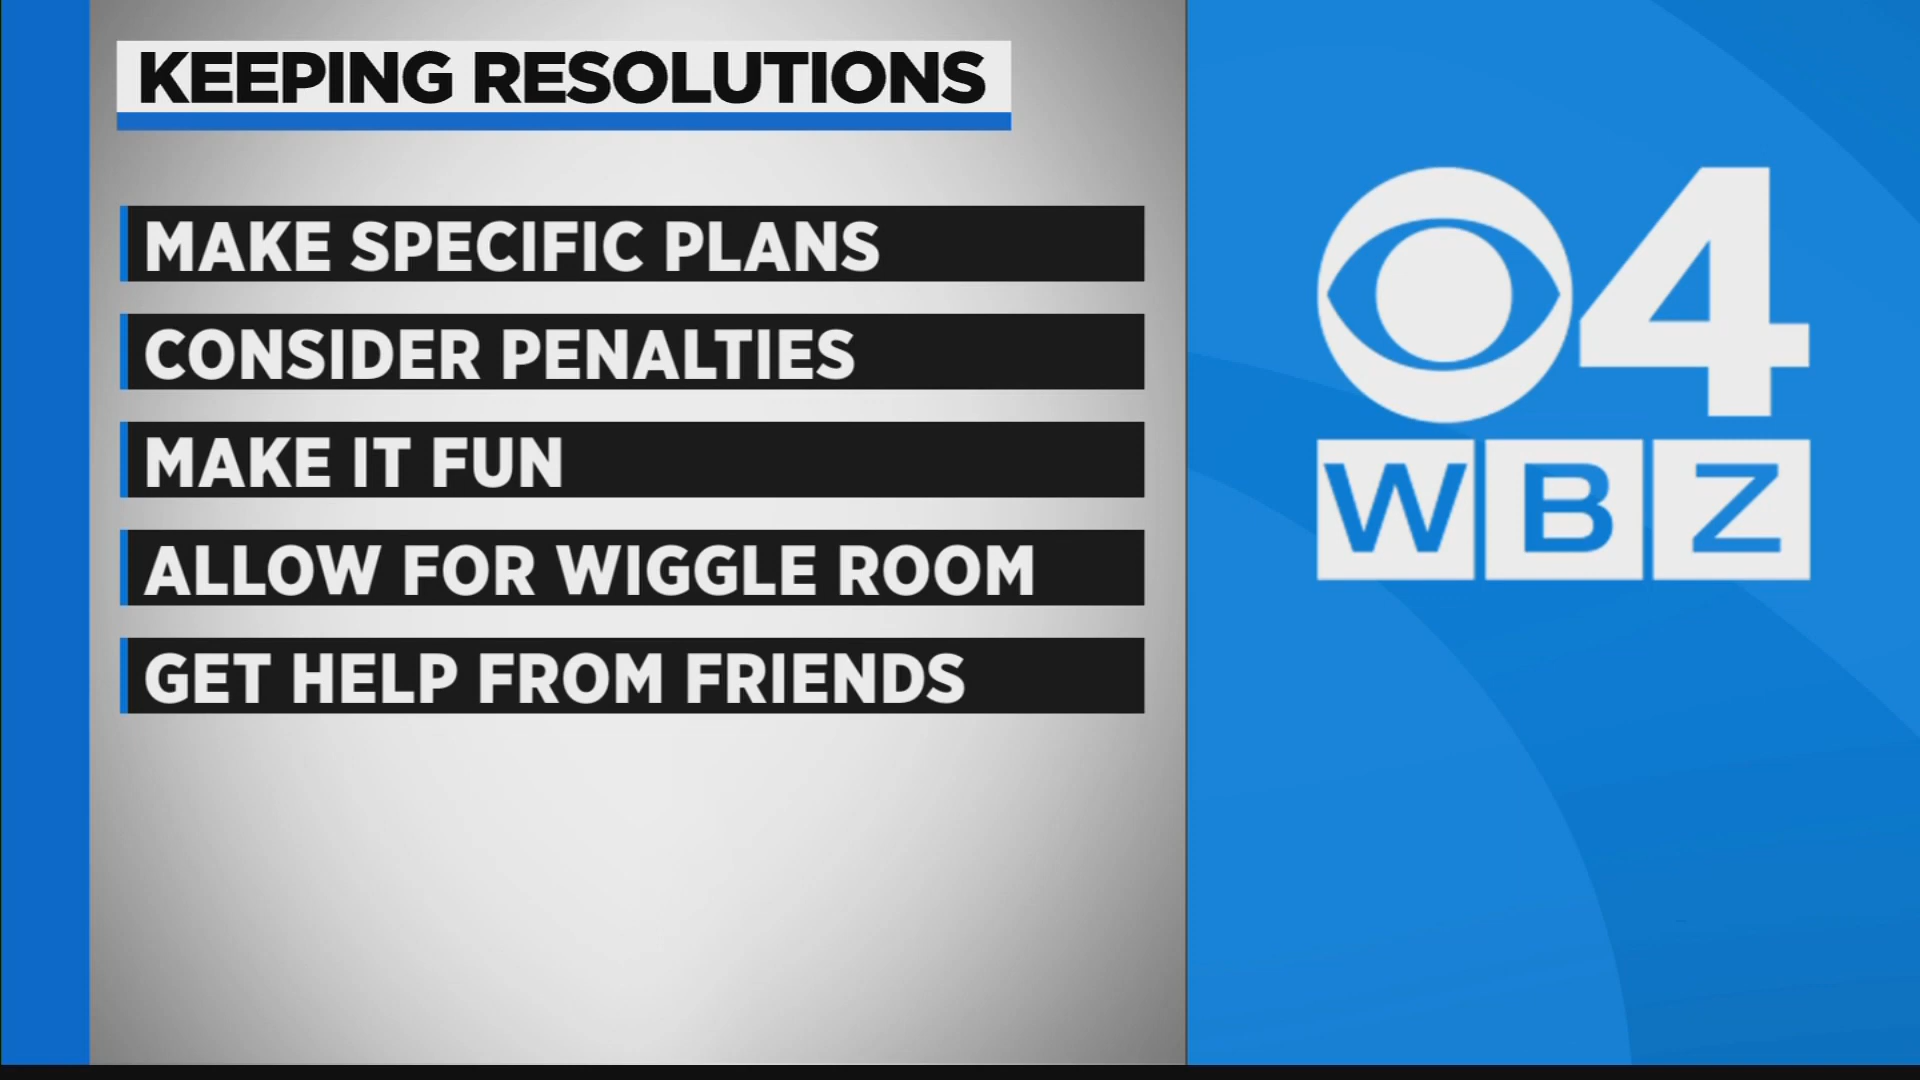 KEEPING RESOLUTIONS
MAKE SPECIFIC PLANS
CONSIDER PENALTIES
MAKE IT FUN
ALLOW FOR WIGGLE ROOM
GET HELP FROM FRIENDS
4
WBZ